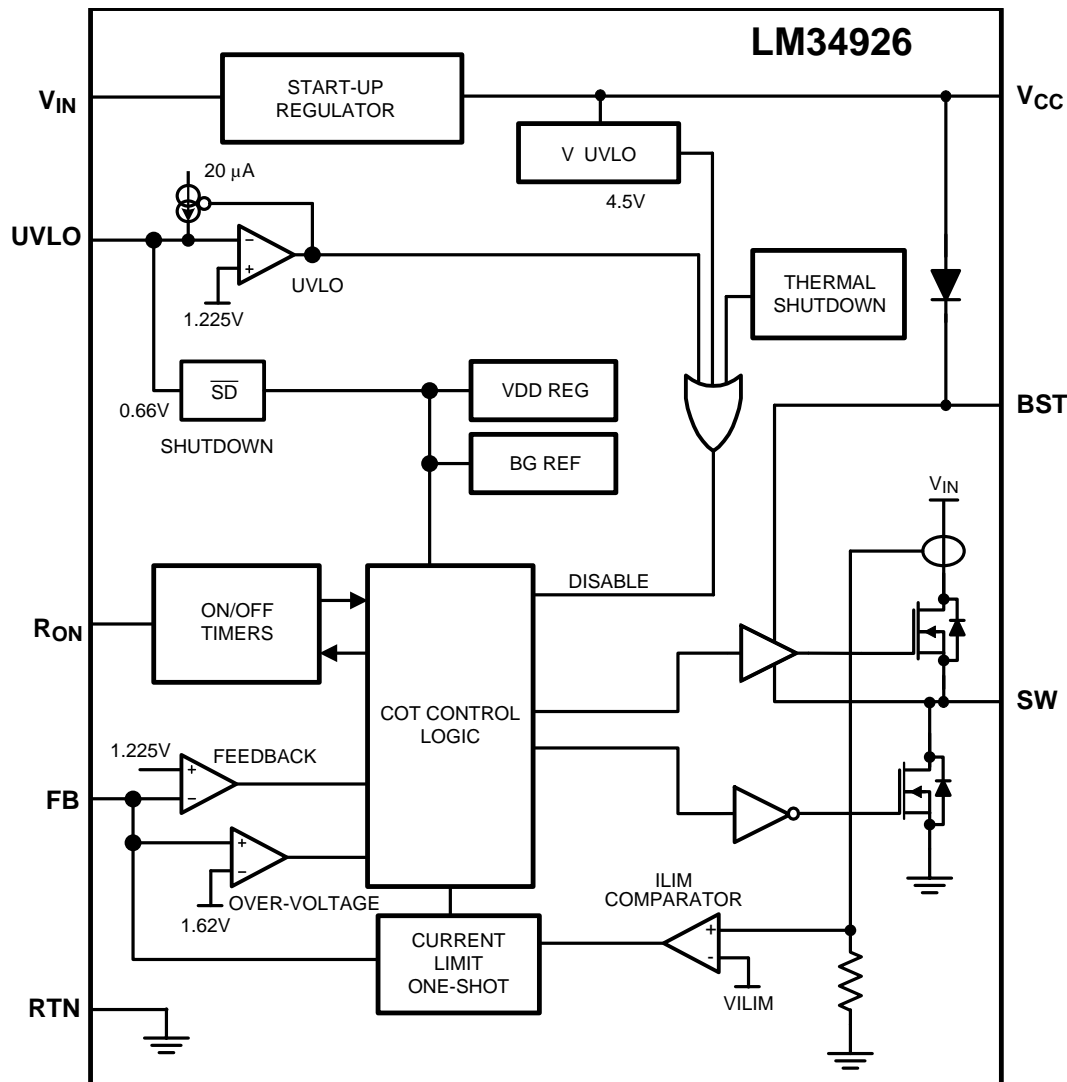 LM34926
VIN
START-UP
REGULATOR
VCC
V UVLO
4.5V
20 µA
UVLO
−
+
UVLO
1.225V
THERMAL
SHUTDOWN
SD
0.66V
SHUTDOWN
VDD REG
BG REF
BST
VIN
RON
ON/OFF
TIMERS
DISABLE
COT CONTROL
LOGIC
SW
1.225V
FEEDBACK
+
−
FB
+
−
1.62V
OVER-VOLTAGE
ILIM
COMPARATOR
+
-
VILIM
CURRENT
LIMIT
ONE-SHOT
RTN